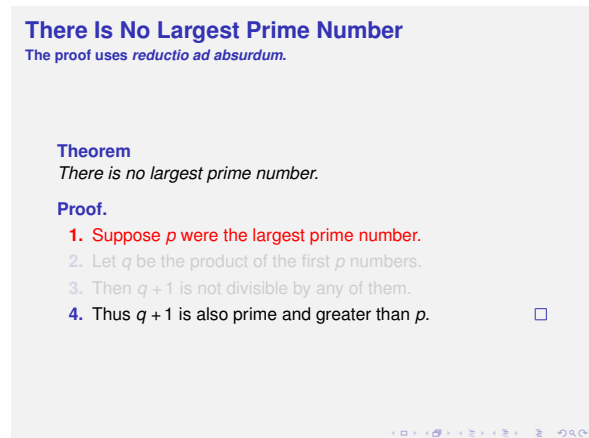 There Is No Largest Prime Number
The proof uses reductio ad absurdum.
Theorem
There is no largest prime number.
Proof.
1. Suppose p were the largest prime number.
2. Let q be the product of the first p numbers.
3. Then q + 1 is not divisible by any of them.
4. Thus q + 1 is also prime and greater than p.